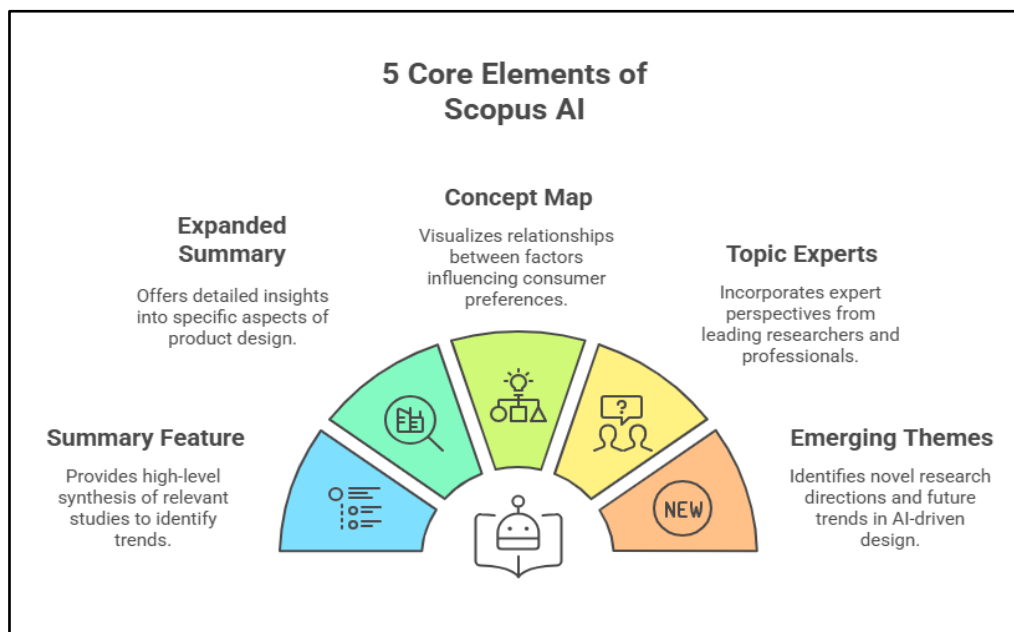 5 Core Elements of
Scopus AI
Concept Map
Visualizes relationships
between factors
influencing consumer
preferences.
Expanded
Summary
Offers detailed insights
into specific aspects of
product design.
Topic Experts
Incorporates expert
perspectives from
leading researchers and
professionals.
Summary Feature
Provides high-level
synthesis of relevant
studies to identify
trends.
Emerging Themes
Identifies novel research
directions and future
trends in AI-driven
design.
?
NEW